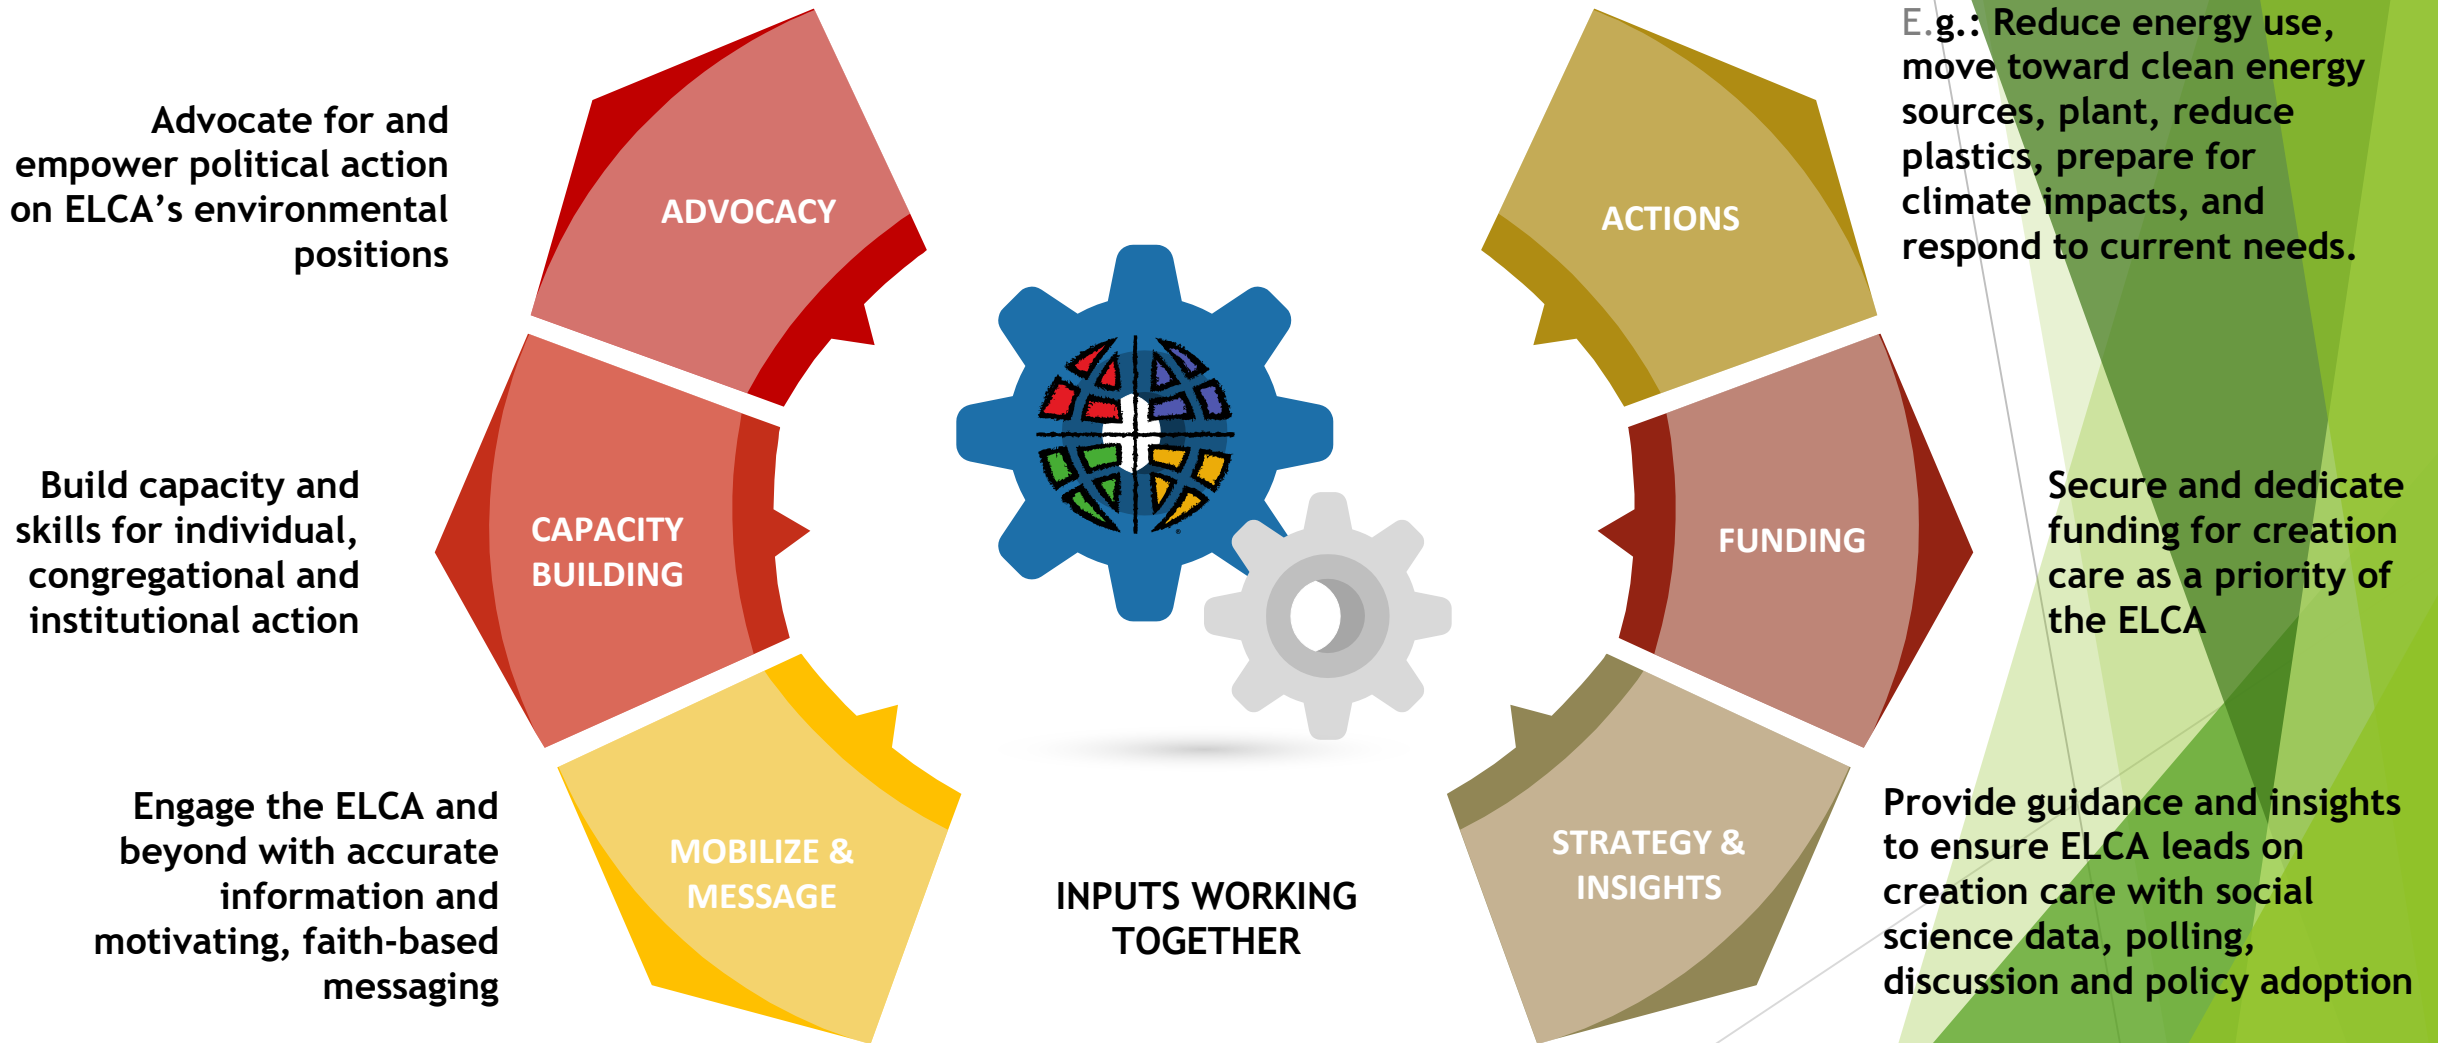 Advocate for and
empower political action
on ELCA’s environmental
positions
ADVOCACY
Build capacity and
skills for individual,
congregational and
institutional action
CAPACITY
BUILDING
Engage the ELCA and
beyond with accurate
information and
motivating, faith-based
messaging
MOBILIZE &
MESSAGE
INPUTS WORKING
TOGETHER
ACTIONS
E.g.: Reduce energy use,
move toward clean energy
sources, plant, reduce
plastics, prepare for
climate impacts, and
respond to current needs.
FUNDING
Secure and dedicate
funding for creation
care as a priority of
the ELCA
STRATEGY &
INSIGHTS
Provide guidance and insights
to ensure ELCA leads on
creation care with social
science data, polling,
discussion and policy adoption